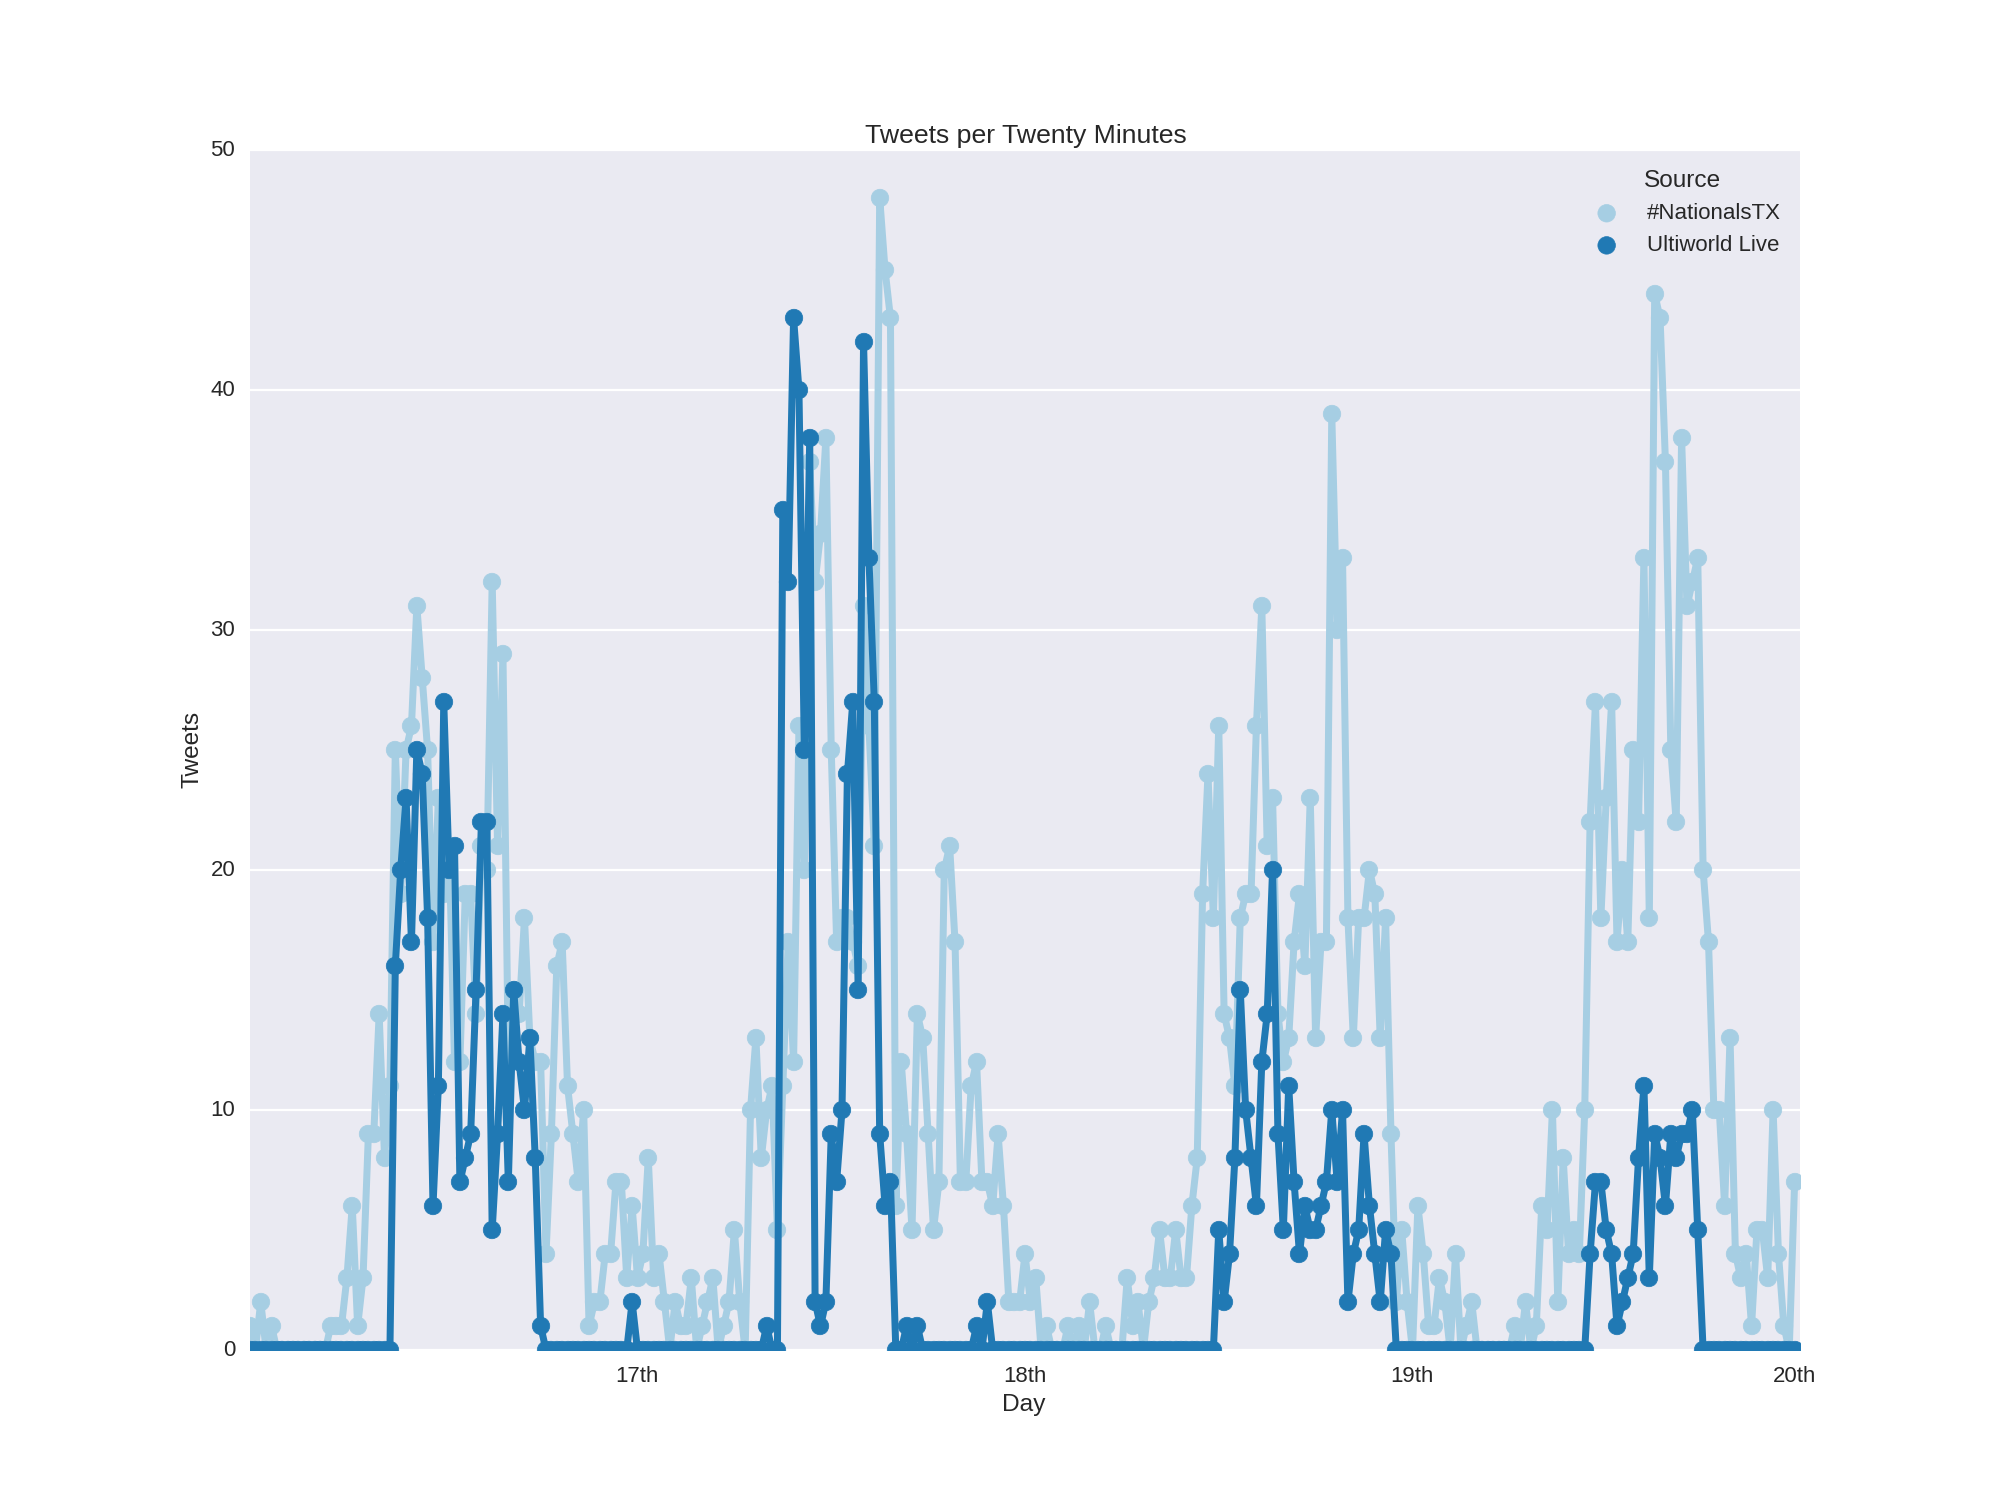 Tweets per Twenty Minutes
50
40
30
20
10
0
Tweets
Source
#NationalsTX
Ultiworld Live
17th
18th
19th
20th
Day